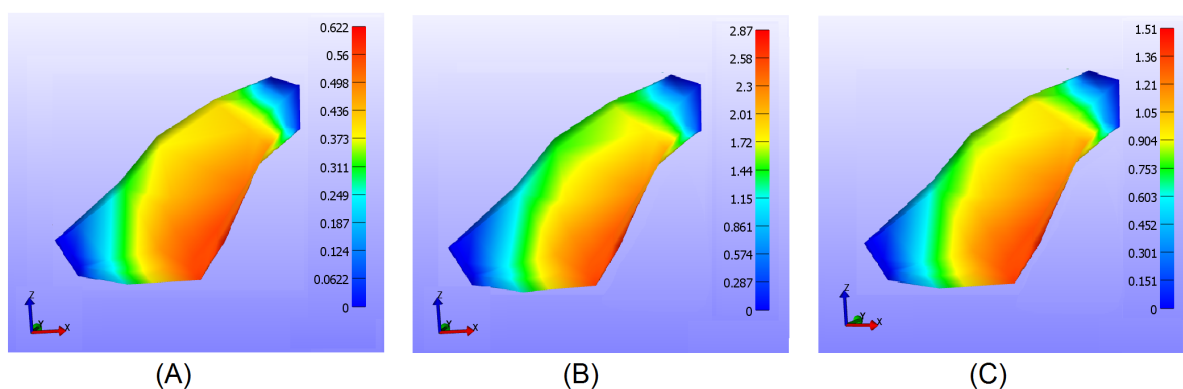 0.622
0.56
0.498
0.436
0.373
0.311
0.249
0.187
0.124
0.0622
0
Z
Y
X
(A)
2.87
2.58
2.3
2.01
1.72
1.44
1.15
0.861
0.574
0.287
0
Z
Y
X
(B)
1.51
1.36
1.21
1.06
0.904
0.753
0.603
0.452
0.301
0.151
0
Z
Y
X
(C)